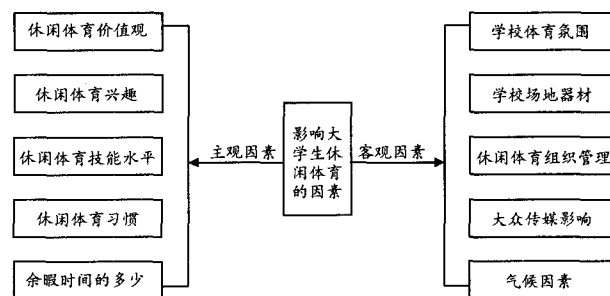 休闲体育价值观
休闲体育兴趣
休闲体育技能水平
休闲体育习惯
余暇时间的多少
主观因素
影响大
学生休
闲体育
的因素
客观因素
学校体育氛围
学校场地器材
休闲体育组织管理
大众传媒影响
气候因素